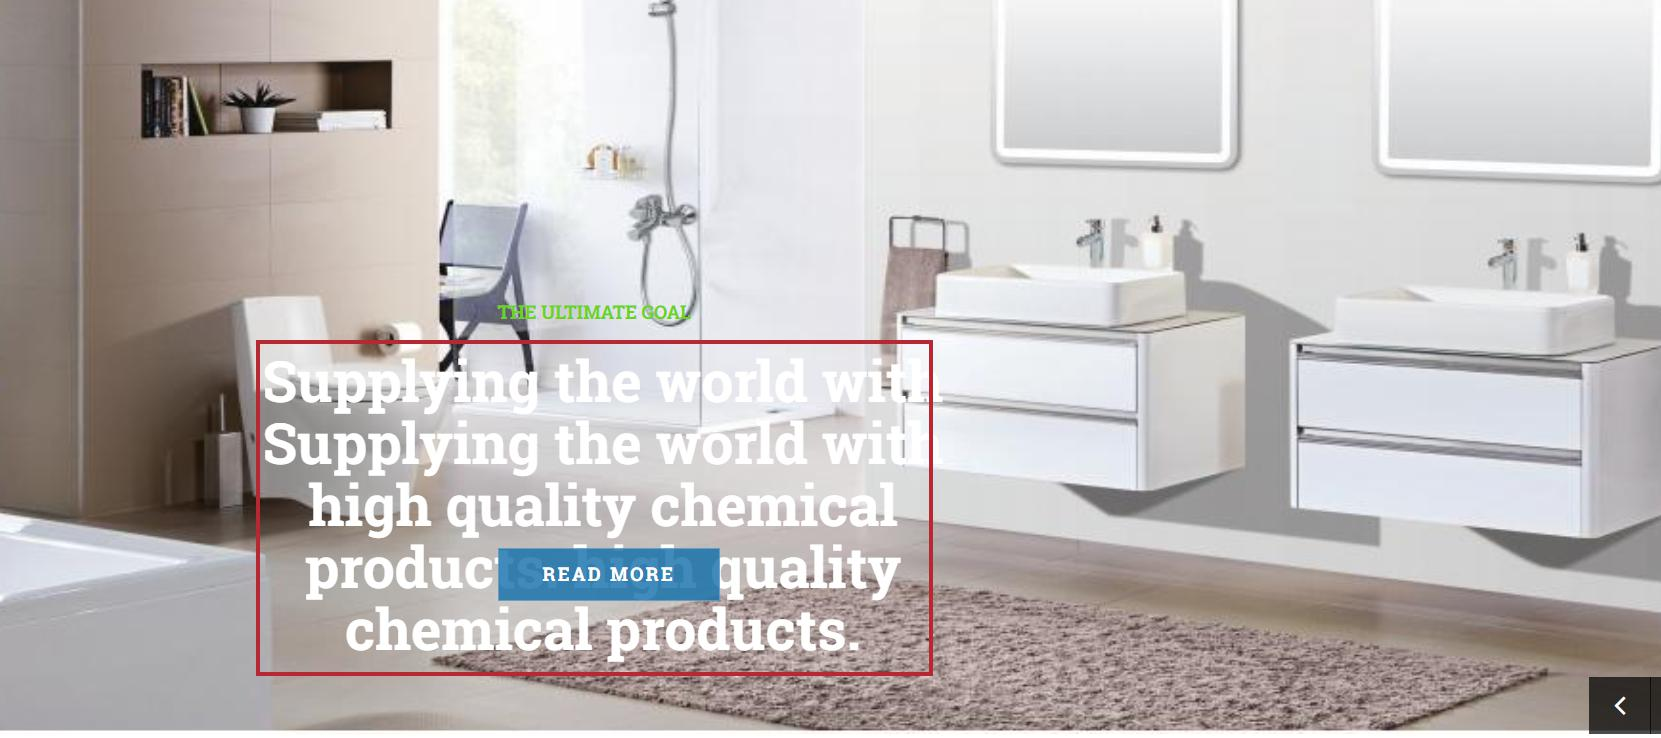 THE ULTIMATE GOAL
Supplying the world with
Supplying the world with
high quality chemical
products. high quality
chemical products.
READ MORE